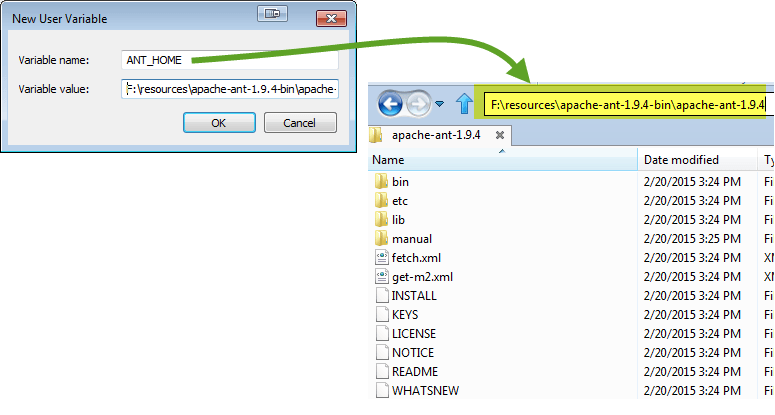 New User Variable
Variable name: ANT_HOME
Variable value: F:\resources\apache-ant-1.9.4-bin\apache-
OK Cancel
F:\resources\apache-ant-1.9.4-bin\apache-ant-1.9.4
apache-ant-1.9.4
Name Date modified Ty
bin 2/20/2015 3:24 PM Fi
etc 2/20/2015 3:24 PM Fi
lib 2/20/2015 3:24 PM Fi
manual 2/20/2015 3:25 PM Fi
fetch.xml 2/20/2015 3:24 PM XM
get-m2.xml 2/20/2015 3:24 PM XM
INSTALL 2/20/2015 3:24 PM Fi
KEYS 2/20/2015 3:24 PM Fi
LICENSE 2/20/2015 3:24 PM Fi
NOTICE 2/20/2015 3:24 PM Fi
README 2/20/2015 3:24 PM Fi
WHATSNEW 2/20/2015 3:24 PM Fi